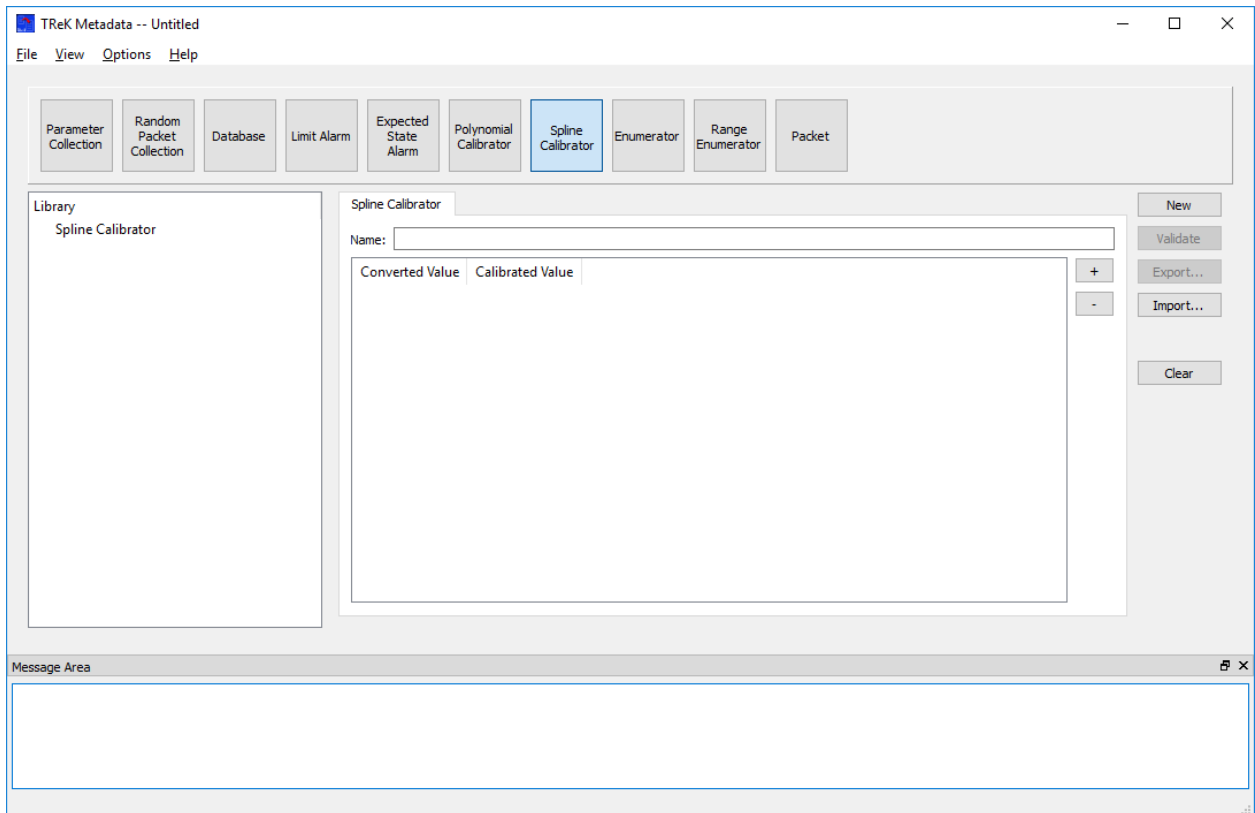 TReK Metadata -- Untitled
File View Options Help
Parameter Collection
Random Packet Collection
Database
Limit Alarm
Expected State Alarm
Polynomial Calibrator
Spline Calibrator
Enumerator
Range Enumerator
Packet
Library
Spline Calibrator
Spline Calibrator
Name:
Converted Value Calibrated Value
+
-
New
Validate
Export...
Import...
Clear
Message Area